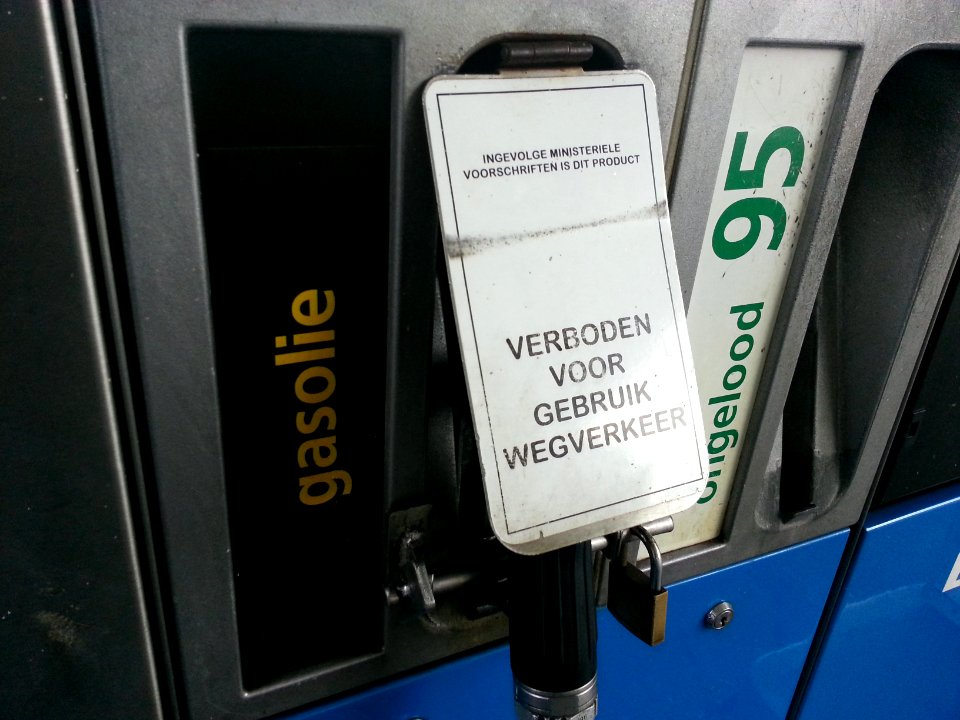 gasolie
INGEVOLGE MINISTERIELE
VOORSCHRIFTEN IS DIT PRODUCT
VERBODEN
VOOR
GEBRUIK
WEGVERKEER
ongelood 95